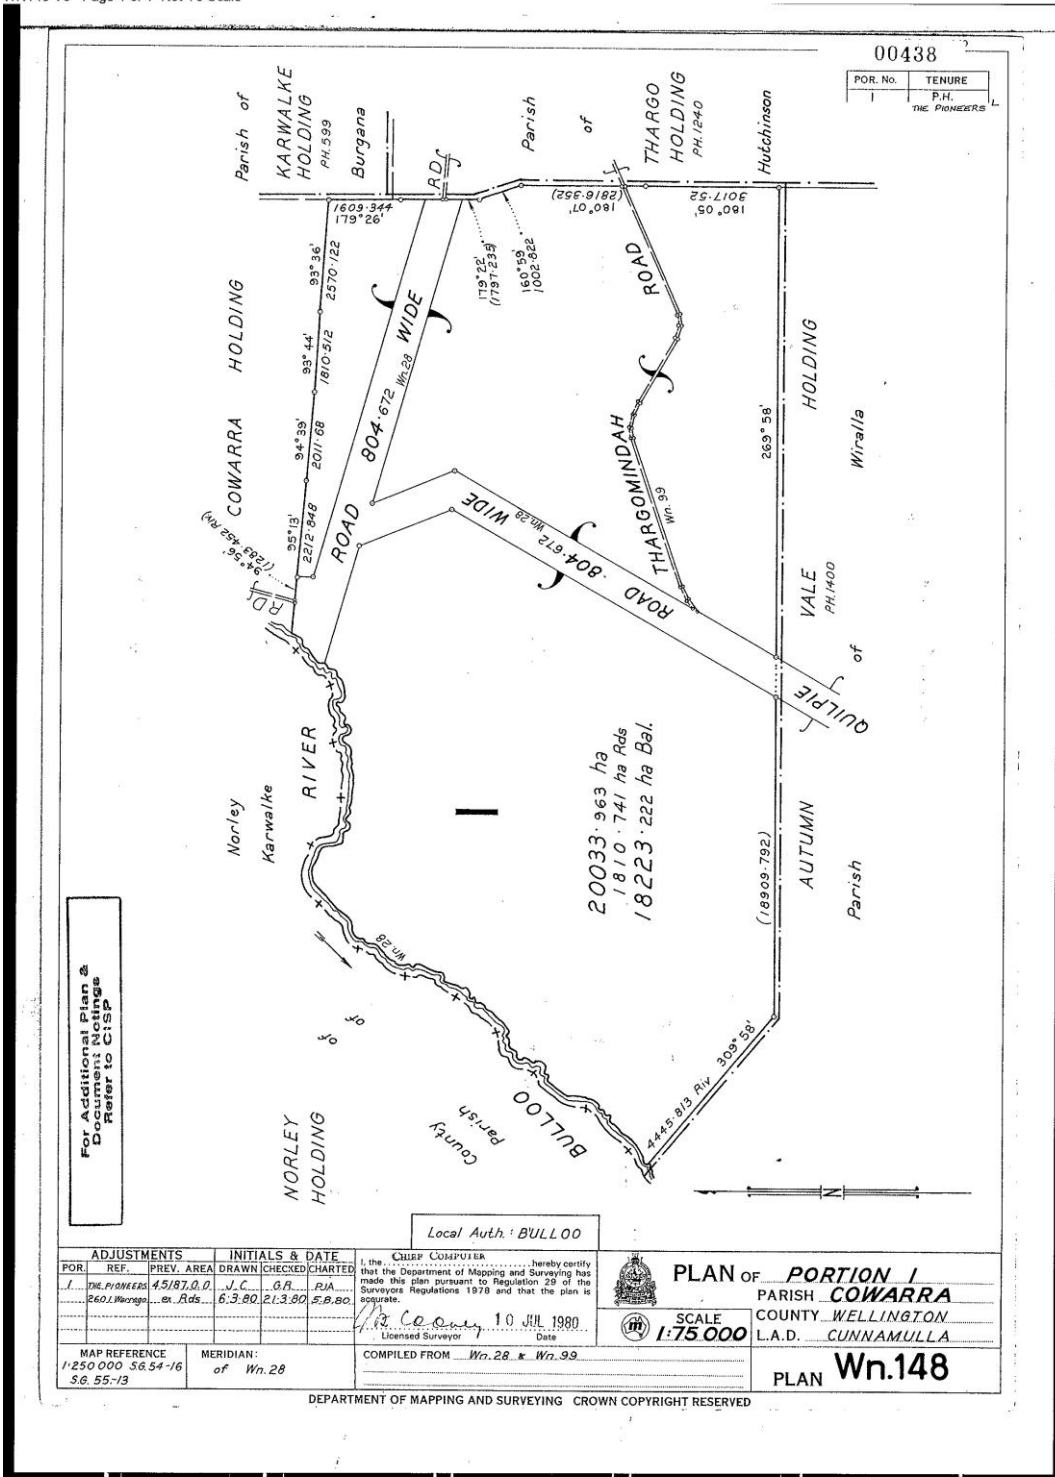 00438
POR. No. TENURE
1 P.H.
THE PIONEERS
Parish of
KARWALKE
HOLDING
PH.599
Burgana
RD
Parish
of
THARGO
HOLDING
PH.1240
Hutchinson
1609·344
179°26'
179°22'
(1797·235)
160°59'
1002·822
180°07'
(2816·352)
180°05'
3017·52
93°36'
2570·122
93°44'
1810·512
94°39'
2011·68
95°13'
2212·848
94°56'
(1283·452 Riv)
RD
COWARRA HOLDING
ROAD 804·672 WIDE
Wn.28
ROAD
THARGOMINDAH
Wn. 99
QUILPIE ROAD 804·672 WIDE
Wn.28
269°58'
(18909·792)
AUTUMN VALE HOLDING
PH.1400
Parish of Wiralla
RIVER
Norley
Karwalke
I
20033·963 ha
1810·741 ha Rds
18223·222 ha Bal.
Wn.28
of
of
County
Parish
BULLOO
NORLEY
HOLDING
4445·813 Riv 309°58'
N
For Additional Plan &
Document Notings
Refer to CISP
Local Auth.: BULLOO
ADJUSTMENTS INITIALS & DATE
POR. REF. PREV. AREA DRAWN CHECKED CHARTED
1 THE PIONEERS 45187.0.0 J.C. G.R. PJA
2601 Warrego ex Rds 6·3·80 21·3·80 5·8·80
CHIEF COMPUTER
I, the hereby certify
that the Department of Mapping and Surveying has
made this plan pursuant to Regulation 29 of the
Surveyors Regulations 1978 and that the plan is
accurate.
10 JUL 1980
Licensed Surveyor Date
PLAN OF PORTION 1
PARISH COWARRA
COUNTY WELLINGTON
L.A.D. CUNNAMULLA
SCALE
1:75 000
MAP REFERENCE
1·250 000 S.G.54-16
S.G. 55-13
MERIDIAN:
of Wn.28
COMPILED FROM Wn.28 & Wn.99
PLAN Wn.148
DEPARTMENT OF MAPPING AND SURVEYING CROWN COPYRIGHT RESERVED